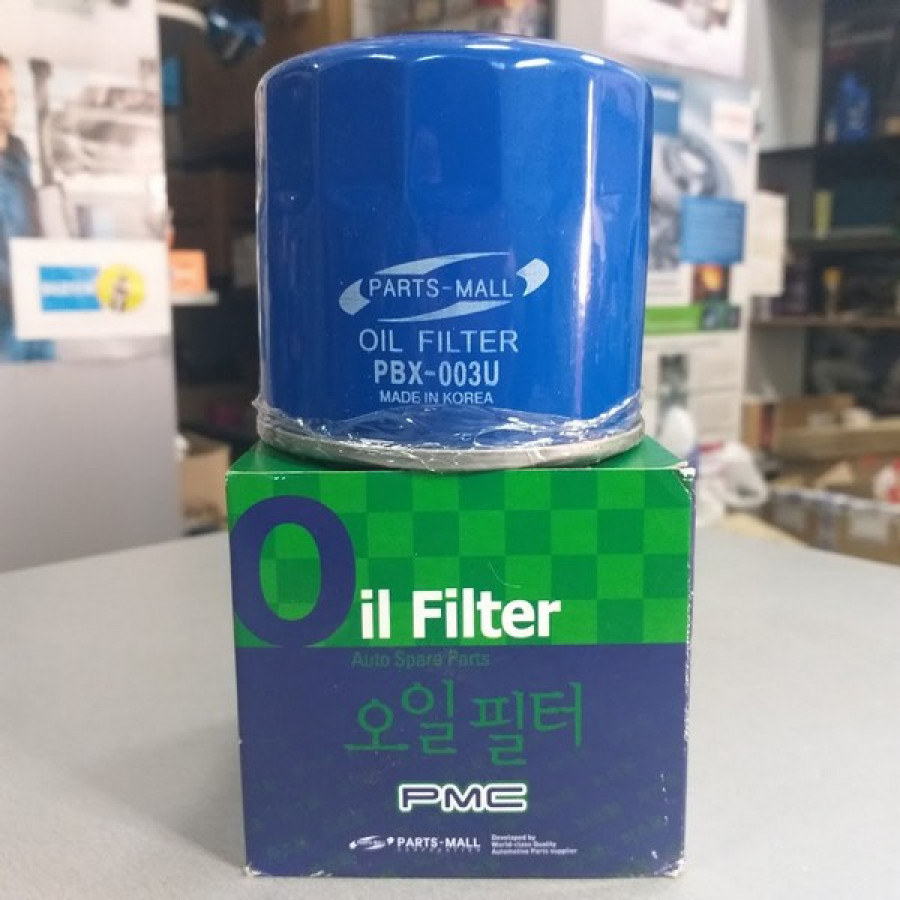 PARTS-MALL
OIL FILTER
PBX-003U
MADE IN KOREA
Oil Filter
Auto Spare Parts
오일 필터
PMC
PARTS-MALL
CORPORATION
Developed by
World-class Quality
Automotive Parts supplier